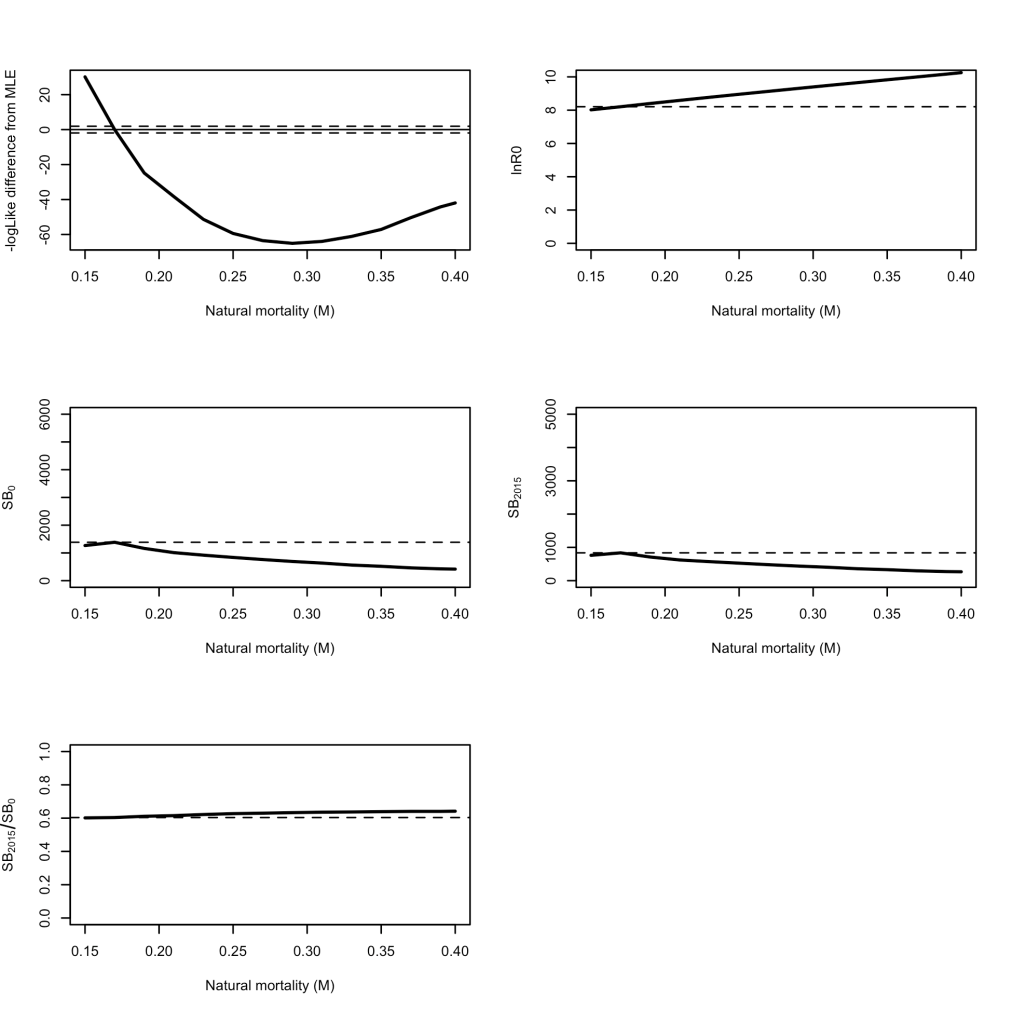 -logLike difference from MLE
20
0
-20
-40
-60
0.15 0.20 0.25 0.30 0.35 0.40
Natural mortality (M)
lnR0
10
8
6
4
2
0
0.15 0.20 0.25 0.30 0.35 0.40
Natural mortality (M)
SB0
6000
4000
2000
0
0.15 0.20 0.25 0.30 0.35 0.40
Natural mortality (M)
SB2015
5000
3000
1000
0
0.15 0.20 0.25 0.30 0.35 0.40
Natural mortality (M)
SB2015/SB0
1.0
0.8
0.6
0.4
0.2
0.0
0.15 0.20 0.25 0.30 0.35 0.40
Natural mortality (M)